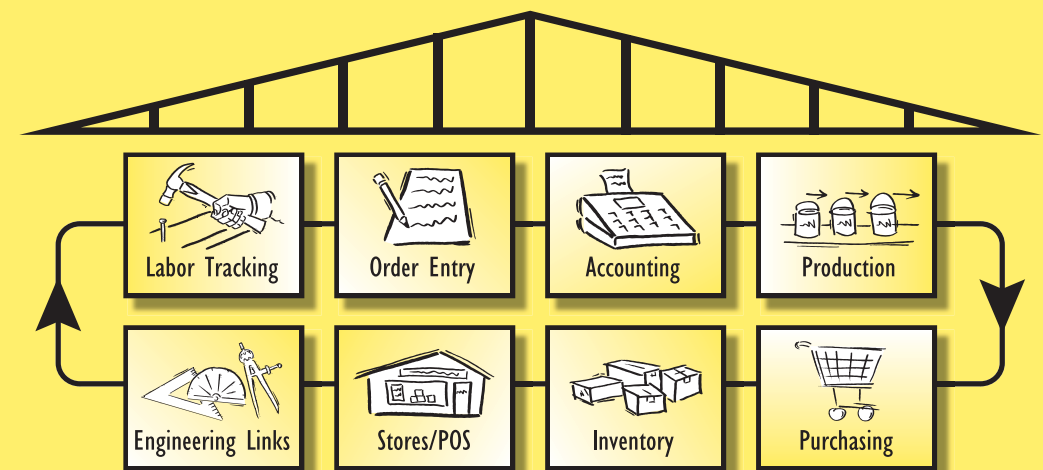 Labor Tracking
Order Entry
Accounting
Production
Engineering Links
Stores/POS
Inventory
Purchasing